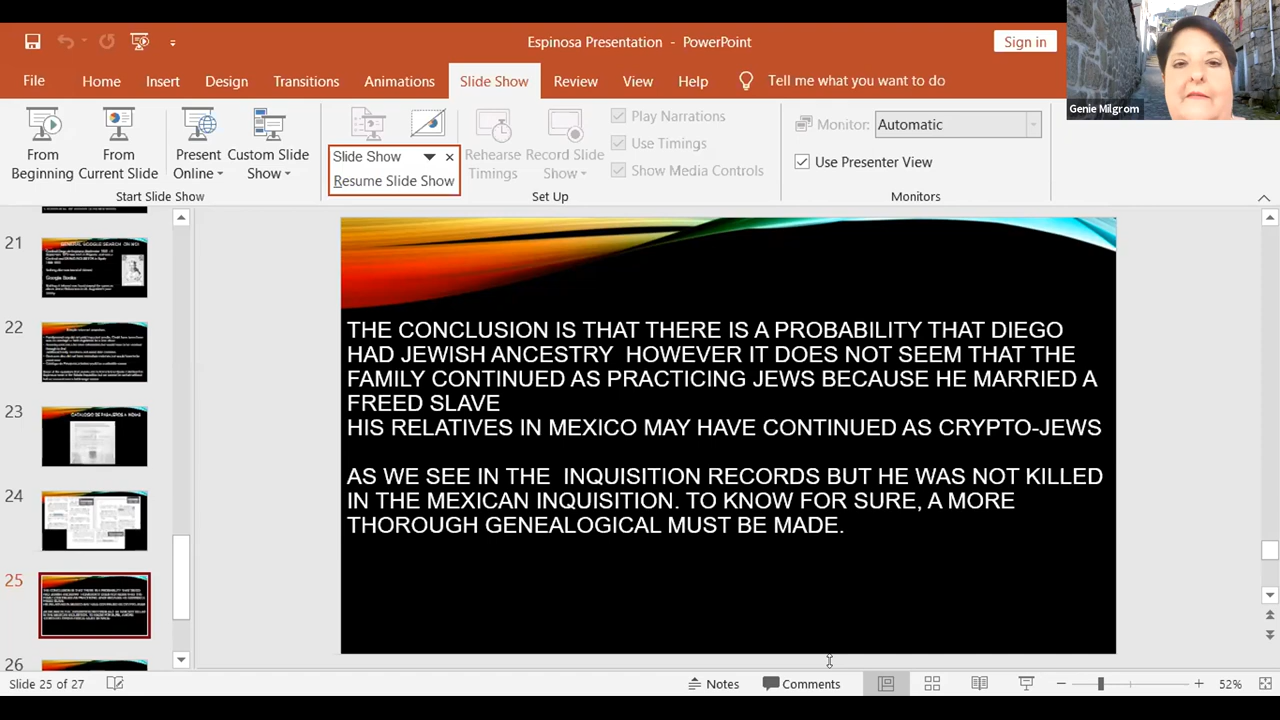 Espinosa Presentation - PowerPoint
Sign in
Genie Milgrom
File Home Insert Design Transitions Animations Slide Show Review View Help Tell me what you want to do
From Beginning
From Current Slide
Present Online
Custom Slide Show
Start Slide Show
Slide Show
Resume Slide Show
Rehearse Timings
Record Slide Show
Play Narrations
Use Timings
Show Media Controls
Set Up
Monitor: Automatic
Use Presenter View
Monitors
21
GENERAL GOOGLE SEARCH ON
Google Books
22
23
24
25
26
THE CONCLUSION IS THAT THERE IS A PROBABILITY THAT DIEGO
HAD JEWISH ANCESTRY HOWEVER IT DOES NOT SEEM THAT THE
FAMILY CONTINUED AS PRACTICING JEWS BECAUSE HE MARRIED A
FREED SLAVE
HIS RELATIVES IN MEXICO MAY HAVE CONTINUED AS CRYPTO-JEWS
AS WE SEE IN THE INQUISITION RECORDS BUT HE WAS NOT KILLED
IN THE MEXICAN INQUISITION. TO KNOW FOR SURE, A MORE
THOROUGH GENEALOGICAL MUST BE MADE.
Slide 25 of 27
Notes
Comments
52%